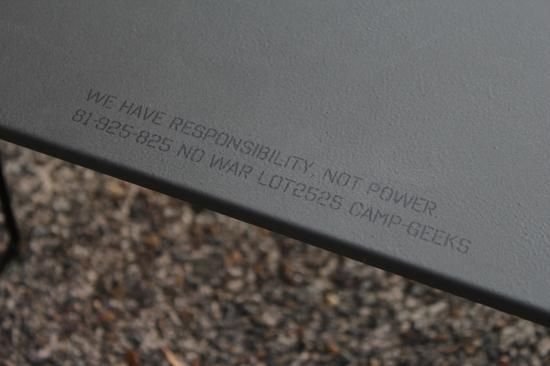 WE HAVE RESPONSIBILITY, NOT POWER
81-925-825 NO WAR LOT2525 CAMP-GEEKS